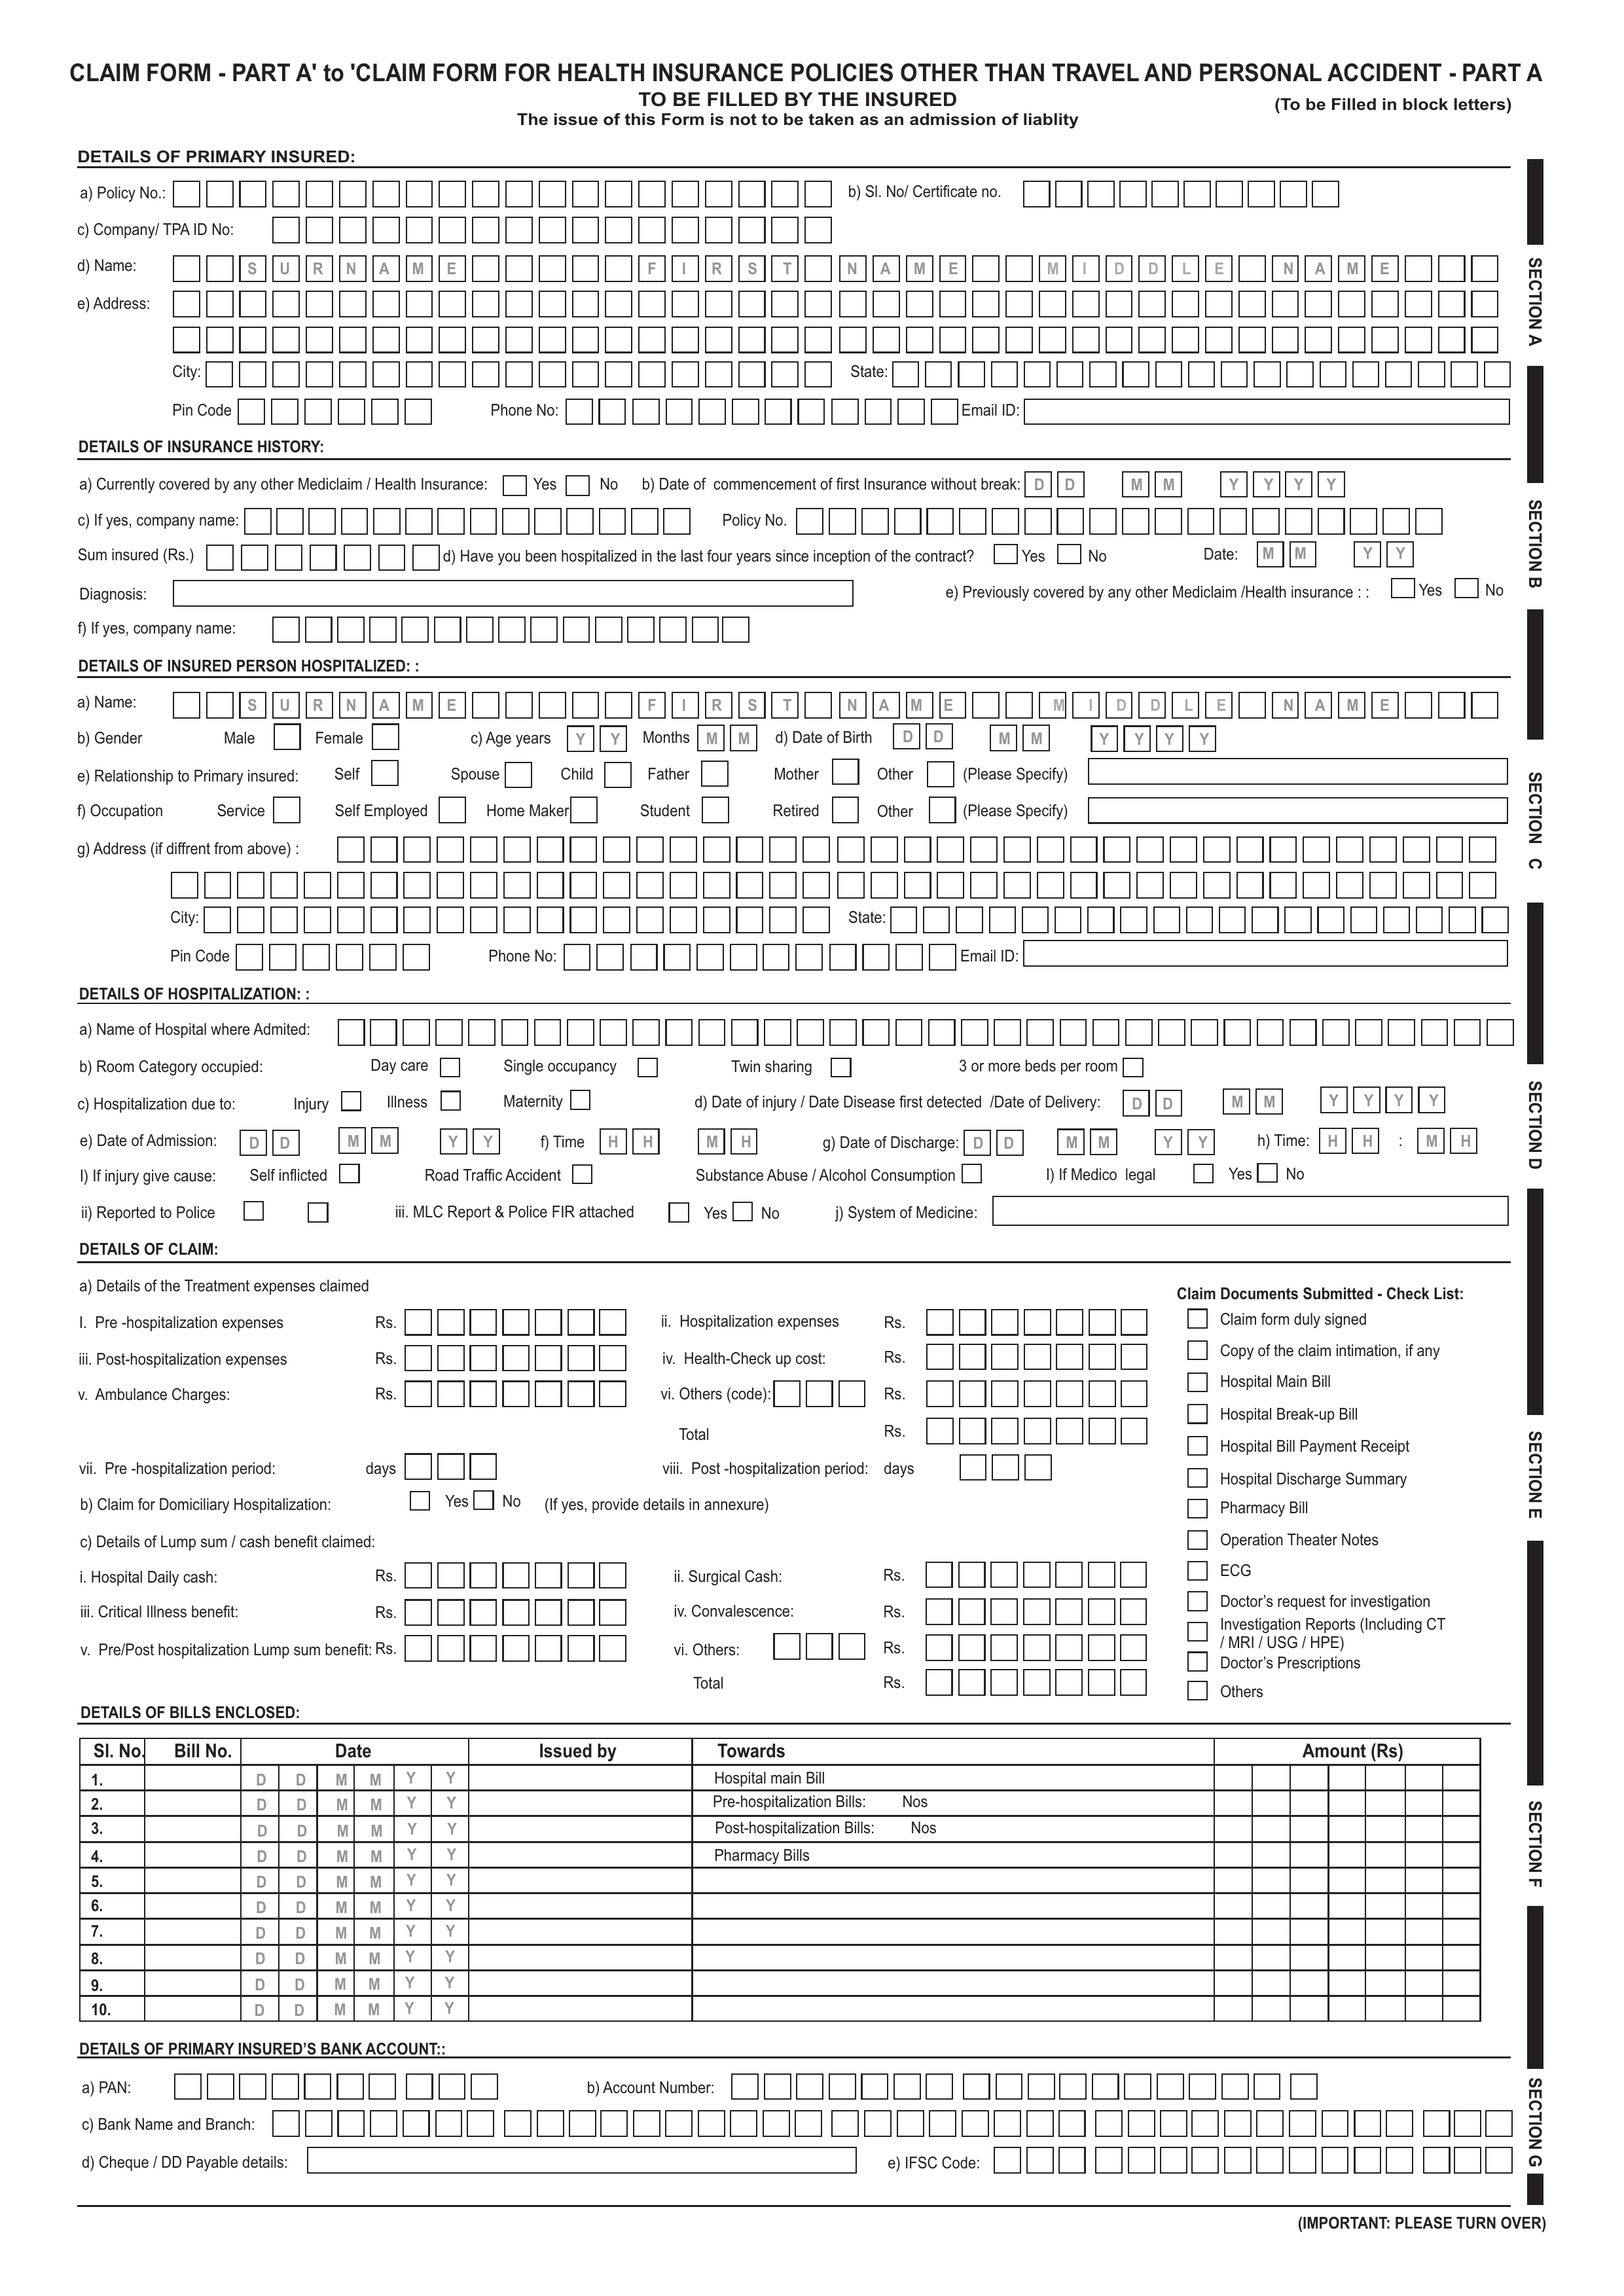 CLAIM FORM - PART A' to 'CLAIM FORM FOR HEALTH INSURANCE POLICIES OTHER THAN TRAVEL AND PERSONAL ACCIDENT - PART A
TO BE FILLED BY THE INSURED (To be Filled in block letters)
The issue of this Form is not to be taken as an admission of liablity
DETAILS OF PRIMARY INSURED:
a) Policy No.: b) Sl. No/ Certificate no.
c) Company/ TPA ID No:
d) Name: S U R N A M E F I R S T N A M E M I D D L E N A M E
e) Address:
City: State:
Pin Code Phone No: Email ID:
SECTION A
DETAILS OF INSURANCE HISTORY:
a) Currently covered by any other Mediclaim / Health Insurance: Yes No b) Date of commencement of first Insurance without break: D D M M Y Y Y Y
c) If yes, company name: Policy No.
Sum insured (Rs.) d) Have you been hospitalized in the last four years since inception of the contract? Yes No Date: M M Y Y
Diagnosis: e) Previously covered by any other Mediclaim /Health insurance : : Yes No
f) If yes, company name:
SECTION B
DETAILS OF INSURED PERSON HOSPITALIZED: :
a) Name: S U R N A M E F I R S T N A M E M I D D L E N A M E
b) Gender Male Female c) Age years Y Y Months M M d) Date of Birth D D M M Y Y Y Y
e) Relationship to Primary insured: Self Spouse Child Father Mother Other (Please Specify)
f) Occupation Service Self Employed Home Maker Student Retired Other (Please Specify)
g) Address (if diffrent from above) :
City: State:
Pin Code Phone No: Email ID:
SECTION C
DETAILS OF HOSPITALIZATION: :
a) Name of Hospital where Admited:
b) Room Category occupied: Day care Single occupancy Twin sharing 3 or more beds per room
c) Hospitalization due to: Injury Illness Maternity d) Date of injury / Date Disease first detected /Date of Delivery: D D M M Y Y Y Y
e) Date of Admission: D D M M Y Y f) Time H H M H g) Date of Discharge: D D M M Y Y h) Time: H H : M H
I) If injury give cause: Self inflicted Road Traffic Accident Substance Abuse / Alcohol Consumption I) If Medico legal Yes No
ii) Reported to Police iii. MLC Report & Police FIR attached Yes No j) System of Medicine:
SECTION D
DETAILS OF CLAIM:
a) Details of the Treatment expenses claimed
I. Pre -hospitalization expenses Rs. ii. Hospitalization expenses Rs.
iii. Post-hospitalization expenses Rs. iv. Health-Check up cost: Rs.
v. Ambulance Charges: Rs. vi. Others (code): Rs.
Total Rs.
vii. Pre -hospitalization period: days viii. Post -hospitalization period: days
b) Claim for Domiciliary Hospitalization: Yes No (If yes, provide details in annexure)
c) Details of Lump sum / cash benefit claimed:
i. Hospital Daily cash: Rs. ii. Surgical Cash: Rs.
iii. Critical Illness benefit: Rs. iv. Convalescence: Rs.
v. Pre/Post hospitalization Lump sum benefit: Rs. vi. Others: Rs.
Total Rs.
Claim Documents Submitted - Check List:
Claim form duly signed
Copy of the claim intimation, if any
Hospital Main Bill
Hospital Break-up Bill
Hospital Bill Payment Receipt
Hospital Discharge Summary
Pharmacy Bill
Operation Theater Notes
ECG
Doctor’s request for investigation
Investigation Reports (Including CT
/ MRI / USG / HPE)
Doctor’s Prescriptions
Others
SECTION E
DETAILS OF BILLS ENCLOSED:
Sl. No. Bill No. Date Issued by Towards Amount (Rs)
1. D D M M Y Y Hospital main Bill
2. D D M M Y Y Pre-hospitalization Bills: Nos
3. D D M M Y Y Post-hospitalization Bills: Nos
4. D D M M Y Y Pharmacy Bills
5. D D M M Y Y
6. D D M M Y Y
7. D D M M Y Y
8. D D M M Y Y
9. D D M M Y Y
10. D D M M Y Y
SECTION F
DETAILS OF PRIMARY INSURED’S BANK ACCOUNT::
a) PAN: b) Account Number:
c) Bank Name and Branch:
d) Cheque / DD Payable details: e) IFSC Code:
SECTION G
(IMPORTANT: PLEASE TURN OVER)